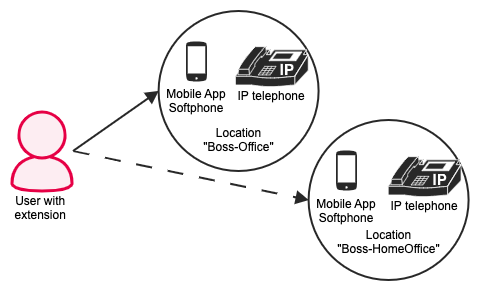 IP
Mobile App
Softphone
IP telephone
Location
"Boss-Office"
User with
extension
IP
Mobile App
Softphone
IP telephone
Location
"Boss-HomeOffice"